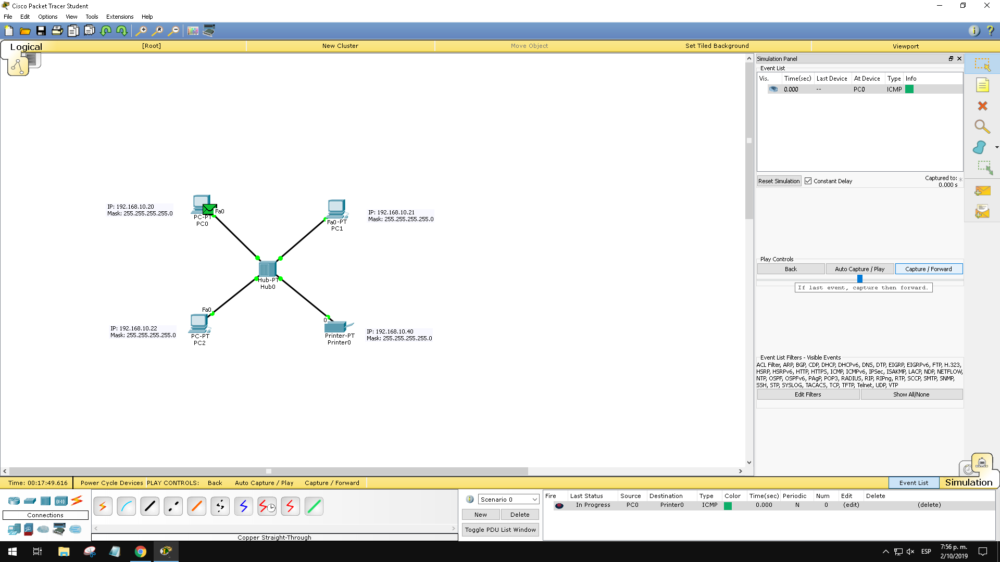 Cisco Packet Tracer Student
File Edit Options View Tools Extensions Help
Logical [Root] New Cluster Move Object Set Tiled Background Viewport
Simulation Panel
Event List
Vis. Time(sec) Last Device At Device Type Info
0.000 -- PC0 ICMP
Reset Simulation Constant Delay Captured to:
0.000 s
IP: 192.168.10.20
Mask: 255.255.255.255.0
Fa0
PC-PT
PC0
IP: 192.168.10.21
Mask: 255.255.255.255.0
Fa0-PT
PC1
Play Controls
Back Auto Capture / Play Capture / Forward
If last event, capture then forward.
Hub-PT
Hub0
Fa0
IP: 192.168.10.22
Mask: 255.255.255.255.0
PC-PT
PC2
0
Printer-PT
Printer0
IP: 192.168.10.40
Mask: 255.255.255.255.0
Event List Filters - Visible Events
ACL Filter, ARP, BGP, CDP, DHCP, DHCPv6, DNS, DTP, EIGRP, EIGRPv6, FTP, H.323,
HSRP, HSRPv6, HTTP, HTTPS, ICMP, ICMPv6, IPSec, ISAKMP, LACP, NDP, NETFLOW,
NTP, OSPF, OSPFv6, PAgP, POP3, RADIUS, RIP, RIPng, RTP, SCCP, SMTP, SNMP,
SSH, STP, SYSLOG, TACACS, TCP, TFTP, Telnet, UDP, VTP
Edit Filters Show All/None
Time: 00:17:49.616 Power Cycle Devices PLAY CONTROLS: Back Auto Capture / Play Capture / Forward Event List Simulation
Connections
Copper Straight-Through
Scenario 0
New Delete
Toggle PDU List Window
Fire Last Status Source Destination Type Color Time(sec) Periodic Num Edit Delete
In Progress PC0 Printer0 ICMP 0.000 N 0 (edit) (delete)
ESP
7:56 p. m.
2/10/2019